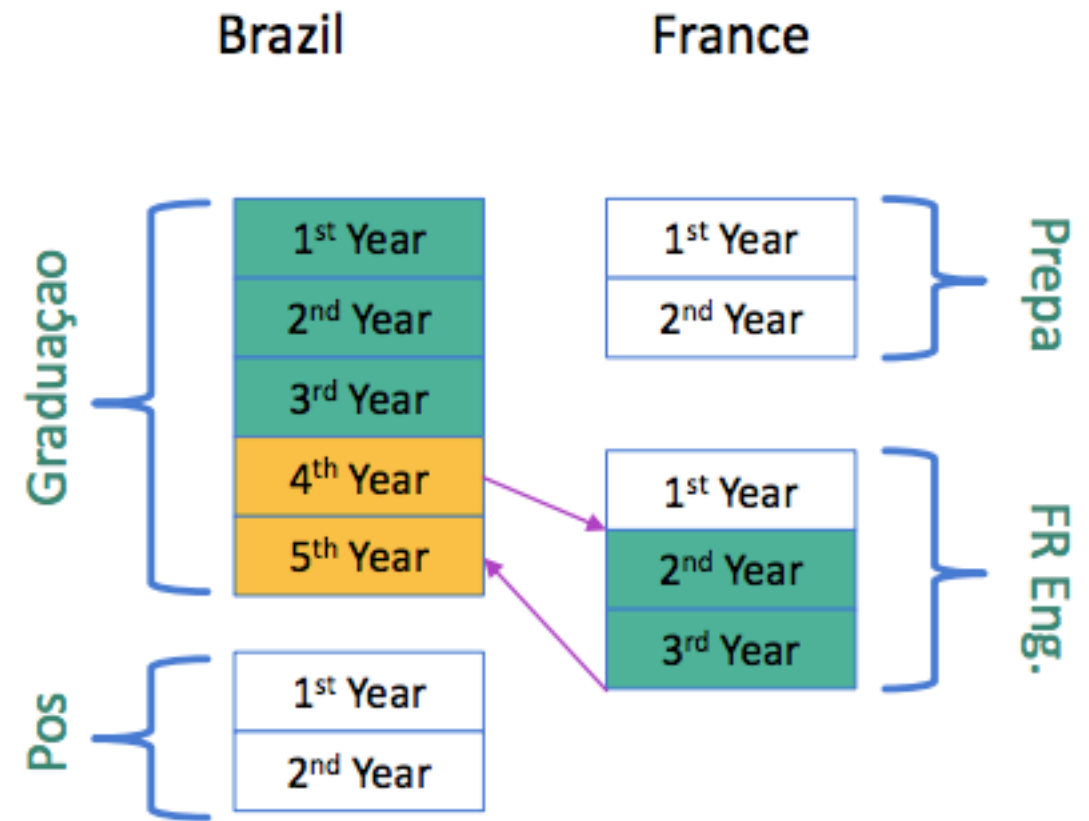 Brazil
Graduaçao
1st Year
2nd Year
3rd Year
4th Year
5th Year
Pos
1st Year
2nd Year
France
1st Year
2nd Year
Prepa
1st Year
2nd Year
3rd Year
FR Eng.